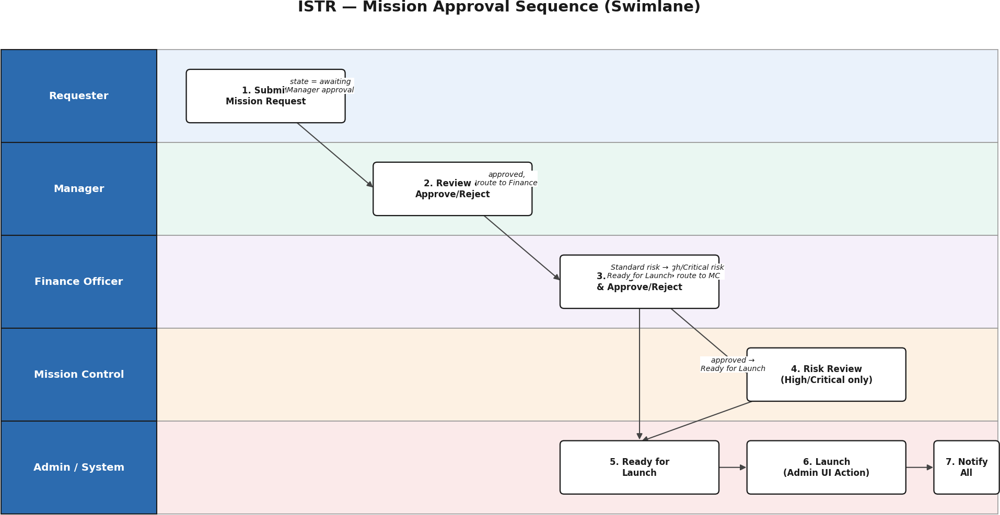 ISTR — Mission Approval Sequence (Swimlane)
Requester
1. Submi
Mission Request
state = awaiting
Manager approval
Manager
2. Review
Approve/Reject
approved,
route to Finance
Finance Officer
3.
& Approve/Reject
Standard risk →
Ready for Launch
gh/Critical risk
route to MC
Mission Control
approved →
Ready for Launch
4. Risk Review
(High/Critical only)
Admin / System
5. Ready for
Launch
6. Launch
(Admin UI Action)
7. Notify
All